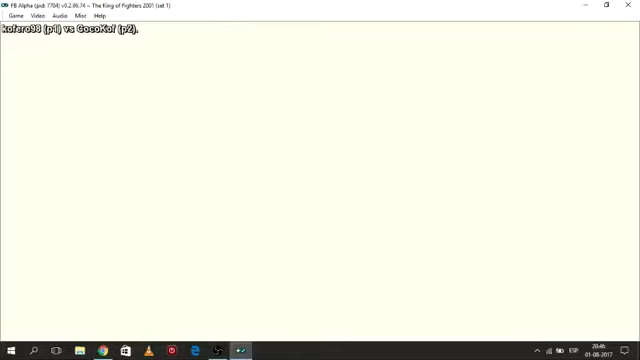 FB Alpha (pid: 7704) v0.2.96.74 ~ The King of Fighters 2001 (set 1)
Game Video Audio Misc Help
kofero98 (p1) vs CocoKof (p2).
ESP
20:46
01-08-2017